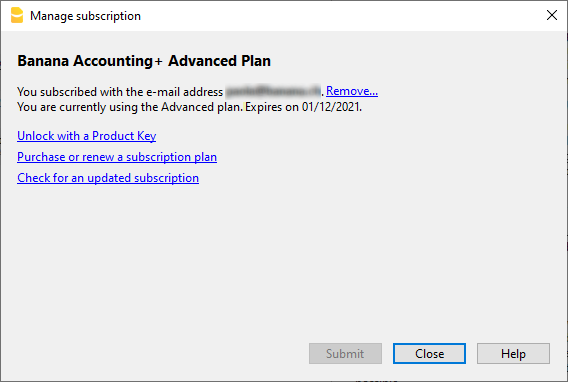 Manage subscription
Banana Accounting+ Advanced Plan
You subscribed with the e-mail address . Remove...
You are currently using the Advanced plan. Expires on 01/12/2021.
Unlock with a Product Key
Purchase or renew a subscription plan
Check for an updated subscription
Submit
Close
Help